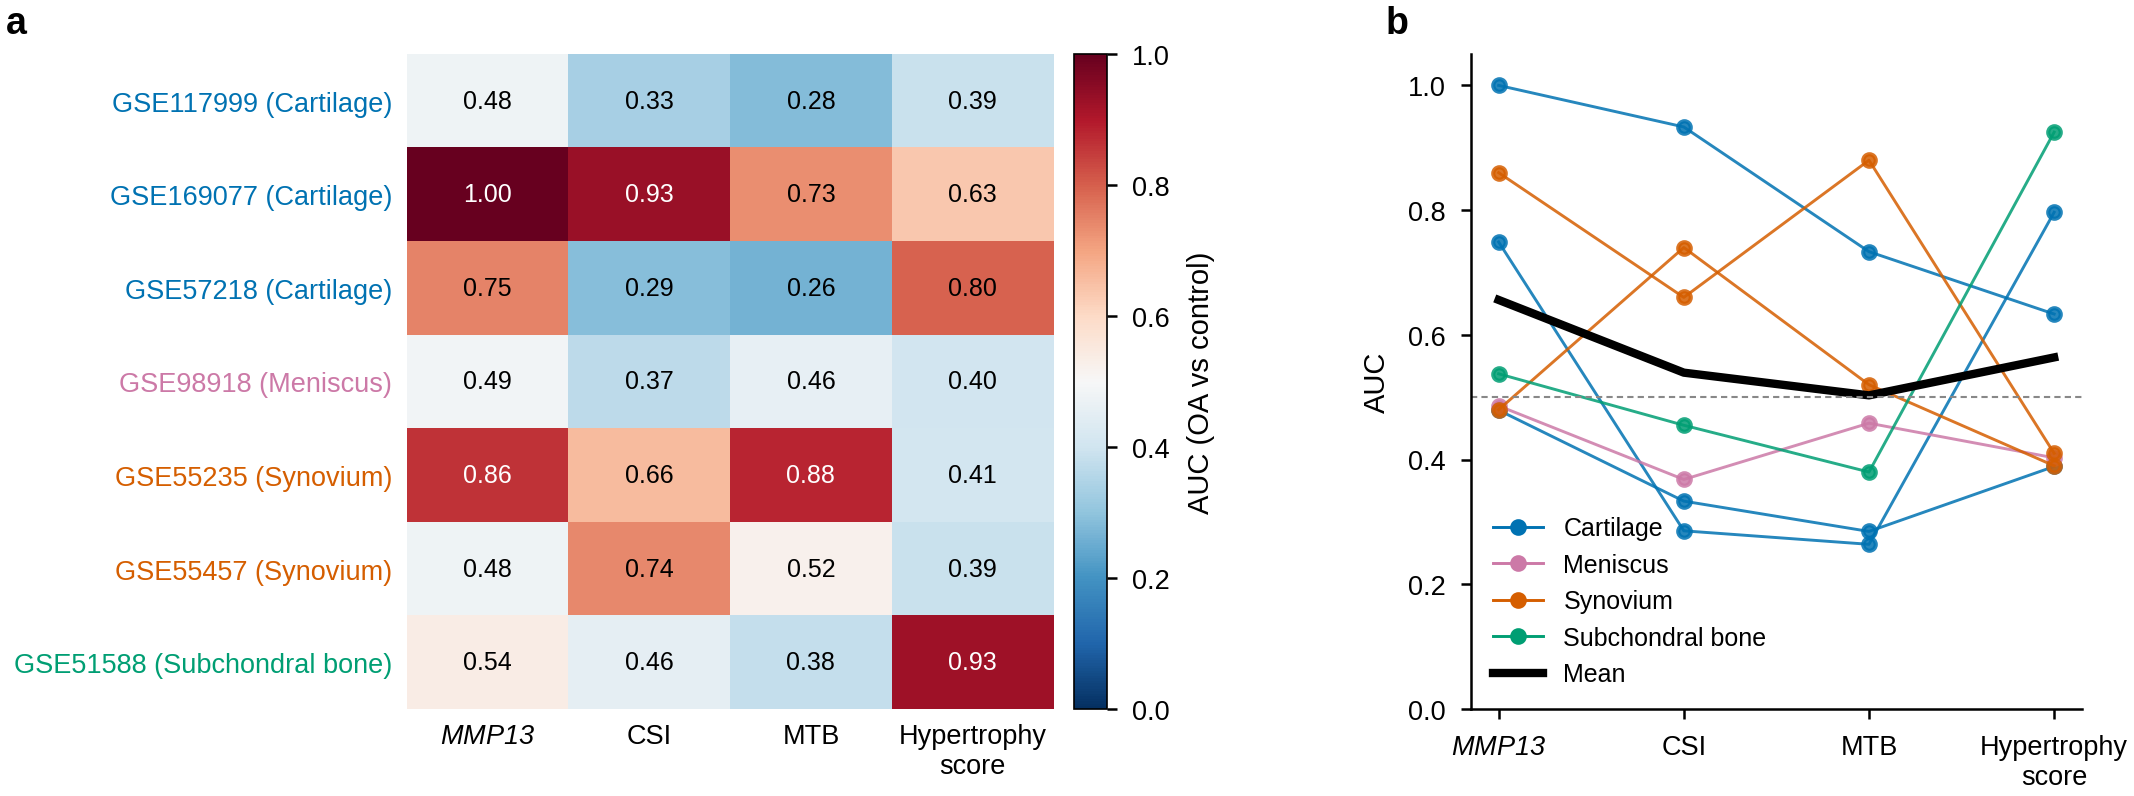 a
GSE117999 (Cartilage) 0.48 0.33 0.28 0.39
GSE169077 (Cartilage) 1.00 0.93 0.73 0.63
GSE57218 (Cartilage) 0.75 0.29 0.26 0.80
GSE98918 (Meniscus) 0.49 0.37 0.46 0.40
GSE55235 (Synovium) 0.86 0.66 0.88 0.41
GSE55457 (Synovium) 0.48 0.74 0.52 0.39
GSE51588 (Subchondral bone) 0.54 0.46 0.38 0.93
MMP13 CSI MTB Hypertrophy
score
1.0
0.8
0.6
0.4
0.2
0.0
AUC (OA vs control)
b
AUC
1.0
0.8
0.6
0.4
0.2
0.0
Cartilage
Meniscus
Synovium
Subchondral bone
Mean
MMP13 CSI MTB Hypertrophy
score